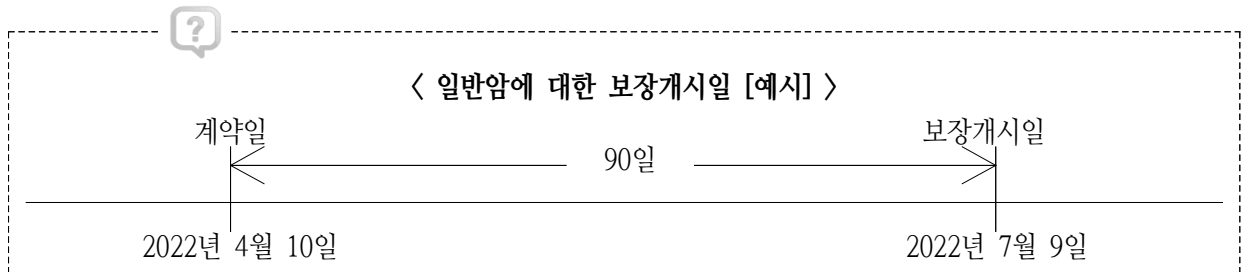 ?
< 일반암에 대한 보장개시일 [예시] >
계약일 보장개시일
90일
2022년 4월 10일 2022년 7월 9일